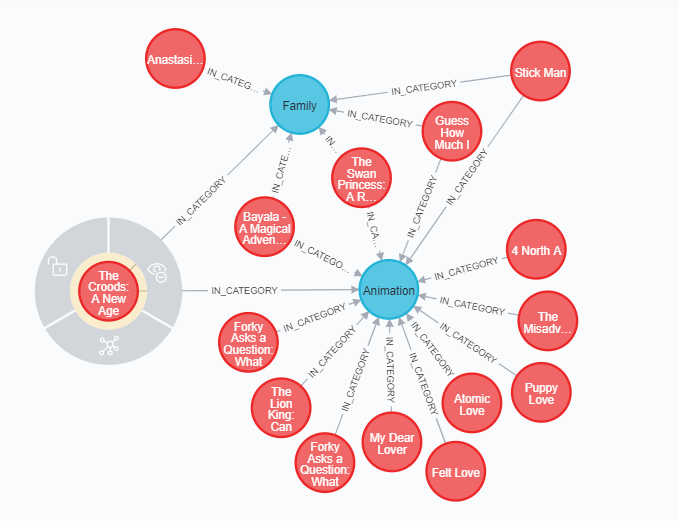 Anastasi...
IN_CATEG...
Family
IN_CATEGORY
Stick Man
IN_CATEGORY
Guess
How
Much I
IN_CATEGORY
IN_CATEGORY
IN_CATE...
IN...
The
Swan
Princess:
A R...
IN_CATEGORY
IN_CATEGORY
Bayala -
A Magical
Adven...
IN_CA...
IN_CATEGO...
4 North A
IN_CATEGORY
The
Croods:
A New
Age
IN_CATEGORY
Animation
IN_CATEGORY
The
Misadv...
Forky
Asks a
Question:
What
IN_CATEGORY
IN_CATEGORY
IN_CATEGORY
Puppy
Love
The
Lion
King:
Can
IN_CATEGORY
IN_CATEGORY
IN_CATEGORY
IN_CATEGORY
Atomic
Love
Forky
Asks a
Question:
What
My Dear
Lover
Felt Love